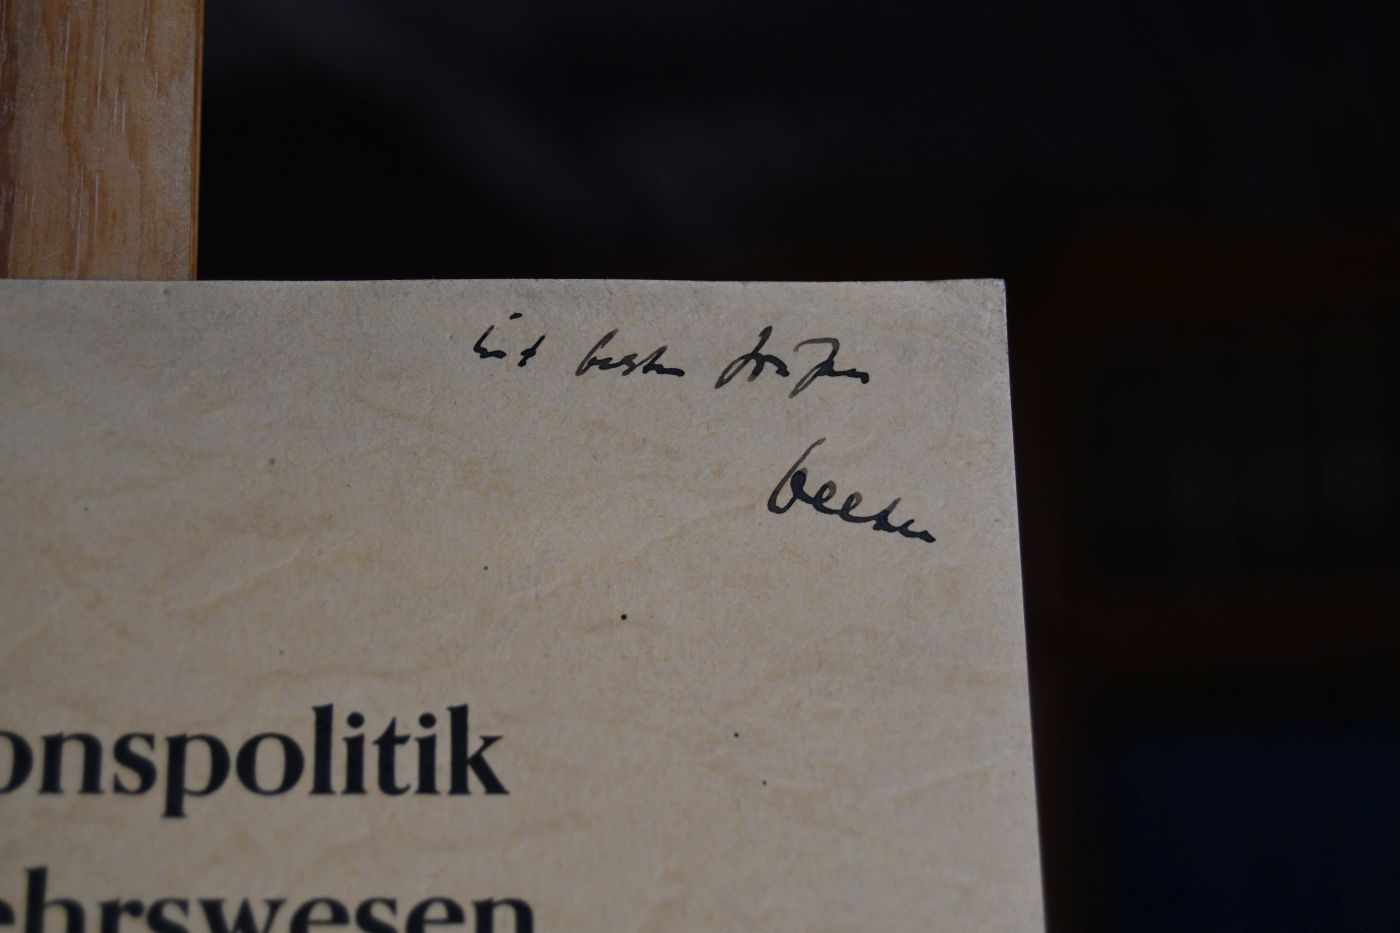 mit besten Grüßen
onspolitik
ehrswesen